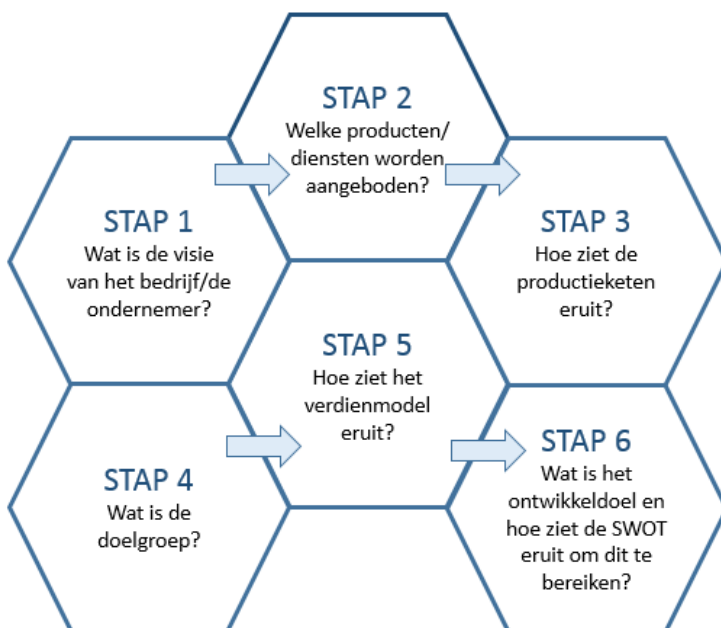 STAP 1
Wat is de visie
van het bedrijf/de
ondernemer?
STAP 2
Welke producten/
diensten worden
aangeboden?
STAP 3
Hoe ziet de
productieketen
eruit?
STAP 4
Wat is de
doelgroep?
STAP 5
Hoe ziet het
verdienmodel
eruit?
STAP 6
Wat is het
ontwikkeldoel en
hoe ziet de SWOT
eruit om dit te
bereiken?